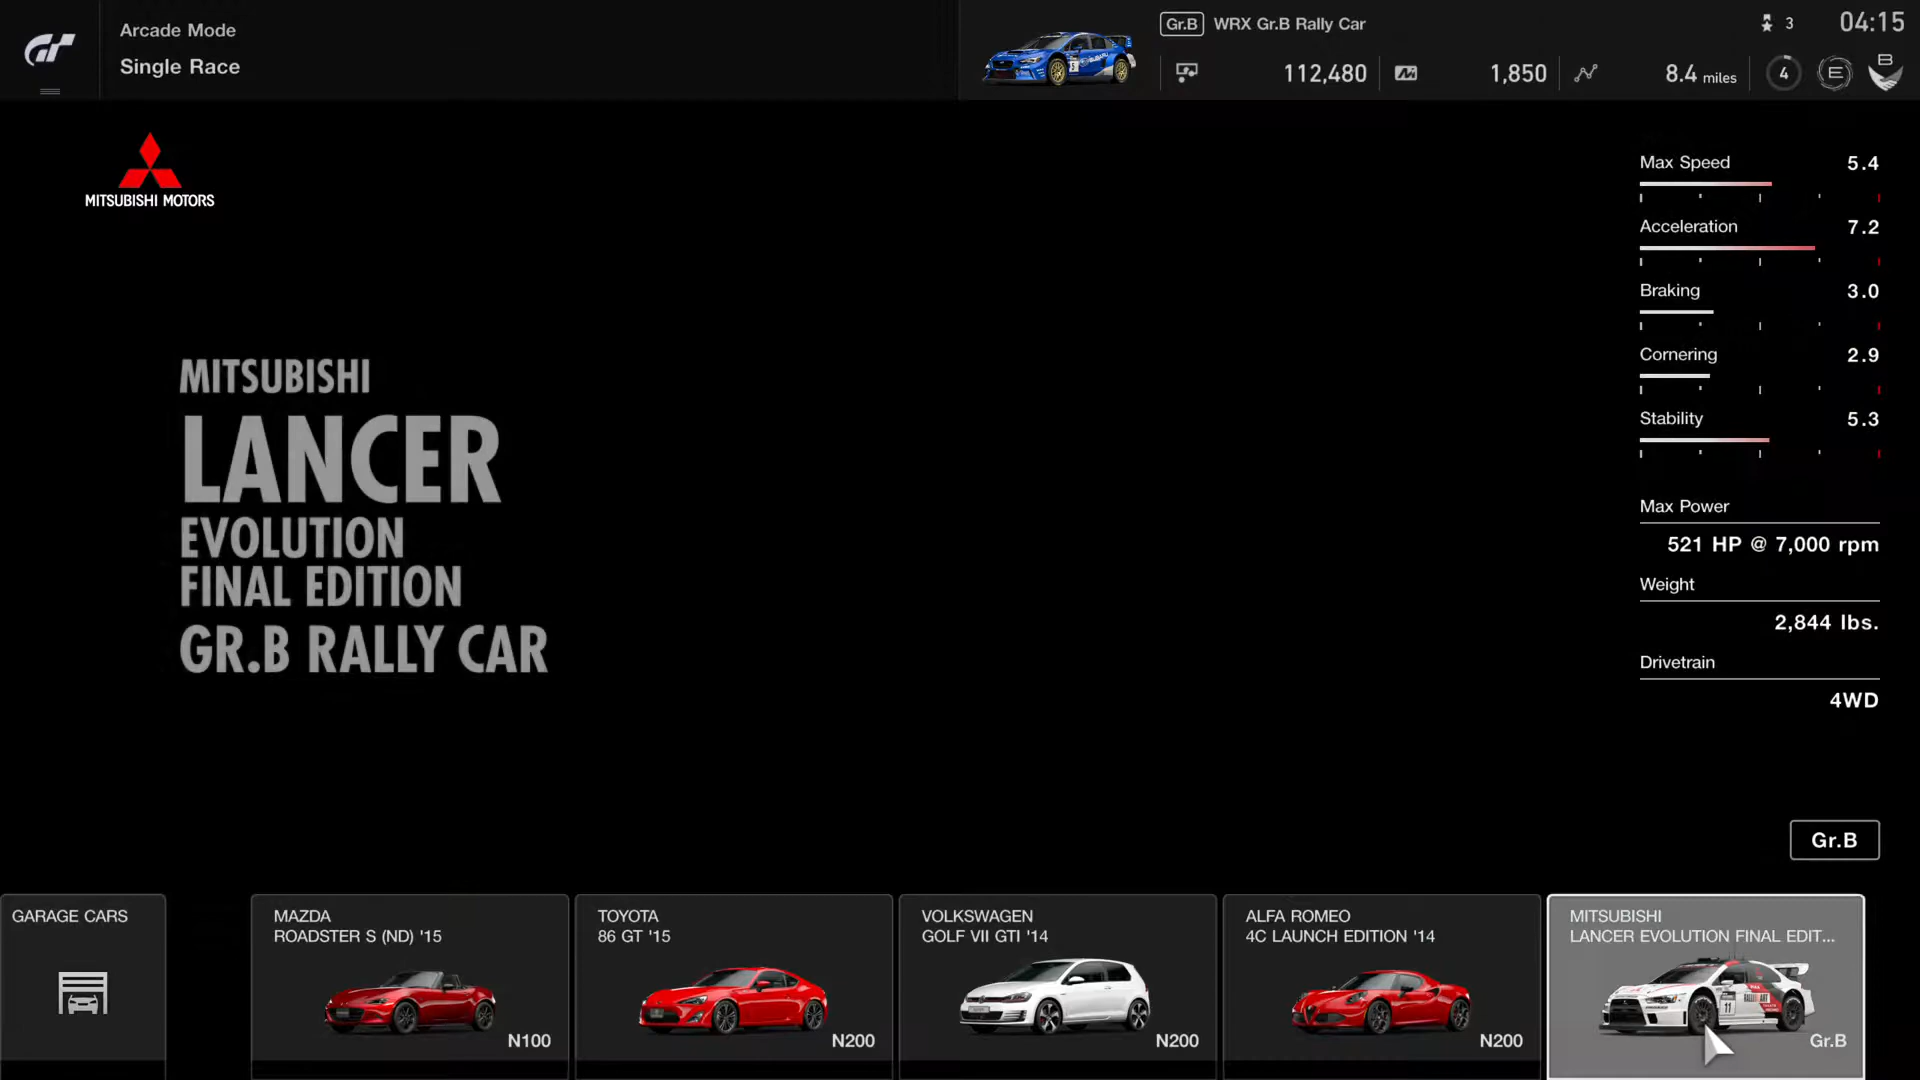 Arcade Mode
Single Race
Gr.B WRX Gr.B Rally Car
3
04:15
112,480
1,850
8.4 miles
4
E
B
MITSUBISHI MOTORS
MITSUBISHI
LANCER
EVOLUTION
FINAL EDITION
GR.B RALLY CAR
Max Speed 5.4
Acceleration 7.2
Braking 3.0
Cornering 2.9
Stability 5.3
Max Power
521 HP @ 7,000 rpm
Weight
2,844 lbs.
Drivetrain
4WD
Gr.B
GARAGE CARS
MAZDA
ROADSTER S (ND) '15
N100
TOYOTA
86 GT '15
N200
VOLKSWAGEN
GOLF VII GTI '14
N200
ALFA ROMEO
4C LAUNCH EDITION '14
N200
MITSUBISHI
LANCER EVOLUTION FINAL EDIT...
11
Gr.B